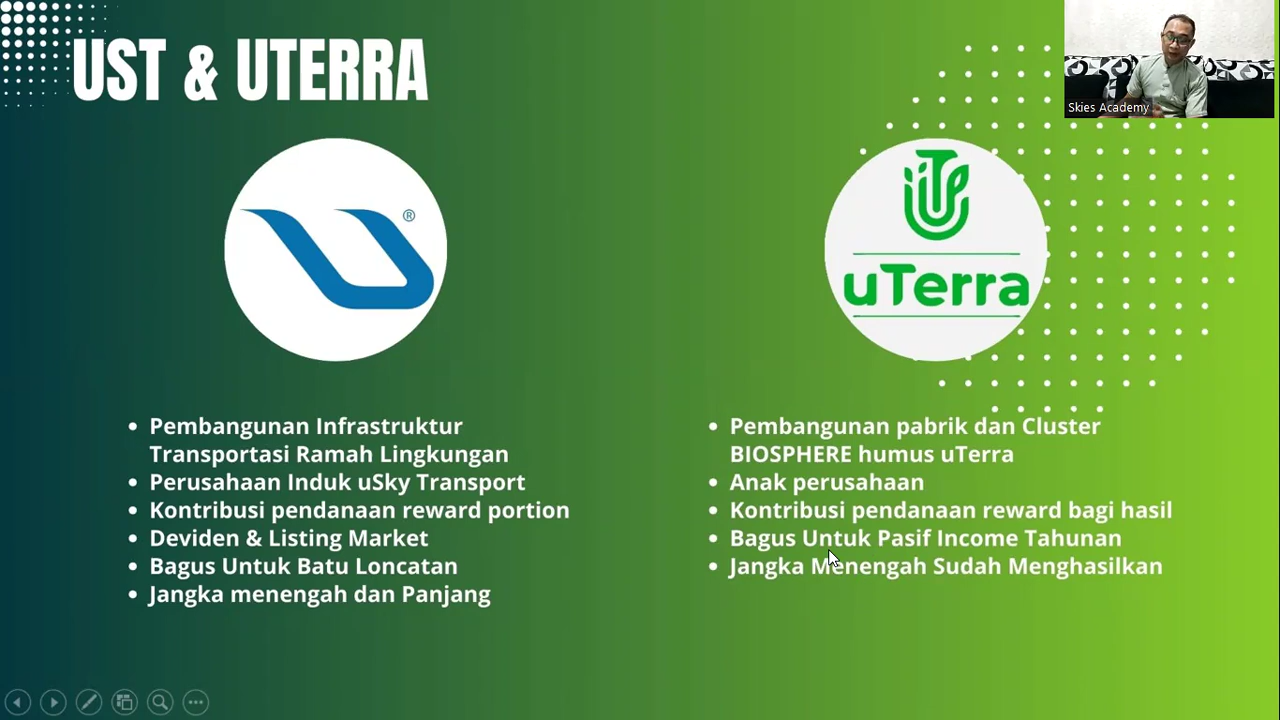 UST & UTERRA
Skies Academy
®
uTerra
Pembangunan Infrastruktur
Transportasi Ramah Lingkungan
Perusahaan Induk uSky Transport
Kontribusi pendanaan reward portion
Deviden & Listing Market
Bagus Untuk Batu Loncatan
Jangka menengah dan Panjang
Pembangunan pabrik dan Cluster
BIOSPHERE humus uTerra
Anak perusahaan
Kontribusi pendanaan reward bagi hasil
Bagus Untuk Pasif Income Tahunan
Jangka Menengah Sudah Menghasilkan